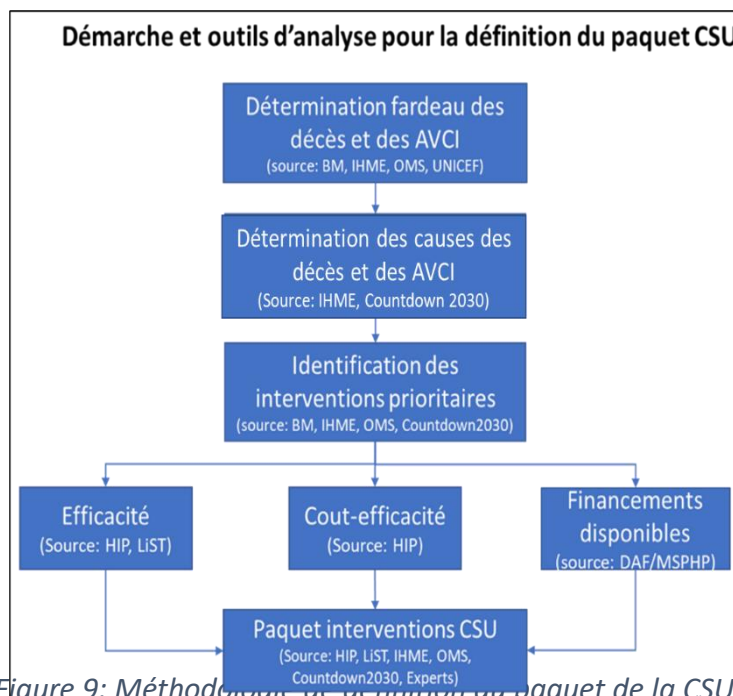 Démarche et outils d'analyse pour la définition du paquet CSU
Détermination fardeau des
décès et des AVCI
(source: BM, IHME, OMS, UNICEF)
Détermination des causes des
décès et des AVCI
(Source: IHME, Countdown 2030)
Identification des
interventions prioritaires
(source: BM, IHME, OMS, Countdown2030)
Efficacité
(Source: HIP, LiST)
Cout-efficacité
(Source: HIP)
Financements
disponibles
(source: DAF/MSPHP)
Paquet interventions CSU
(Source: HIP, LiST, IHME, OMS,
Countdown2030, Experts)
Figure 9: paquet de la CSU